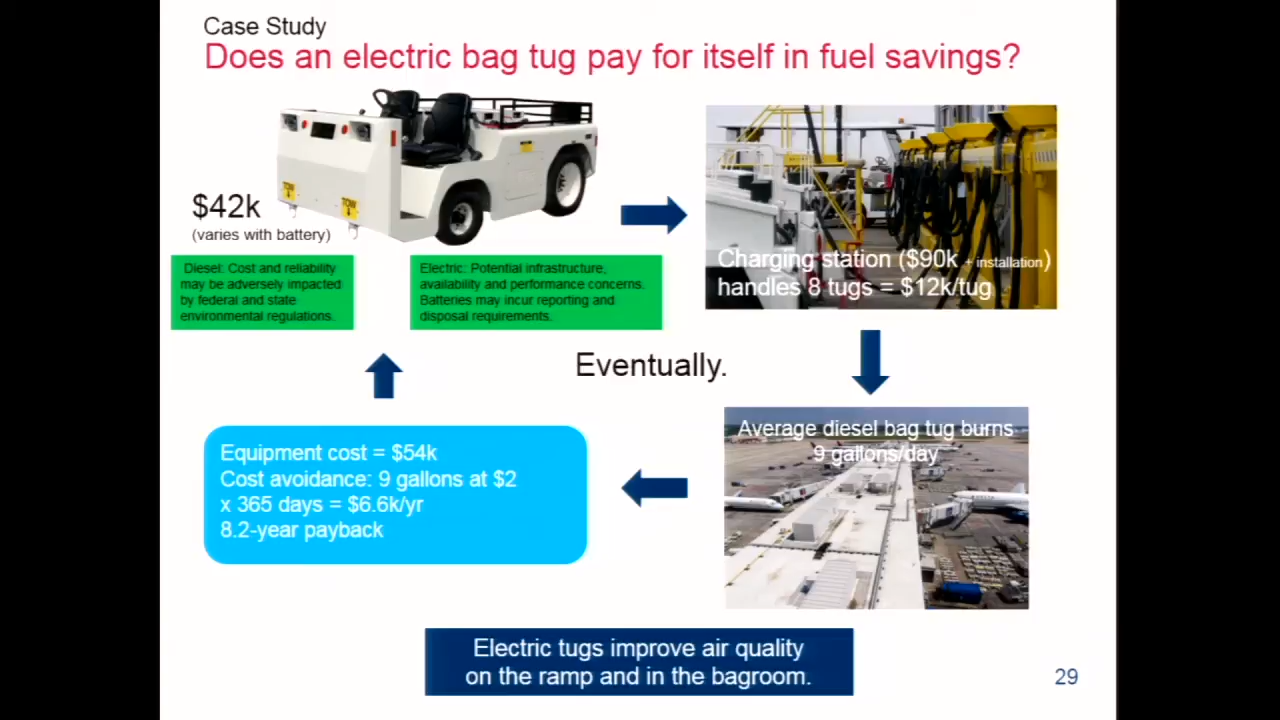 Case Study
Does an electric bag tug pay for itself in fuel savings?
$42k
(varies with battery)
TOW
TOW
Diesel: Cost and reliability
may be adversely impacted
by federal and state
environmental regulations.
Electric: Potential infrastructure,
availability and performance concerns.
Batteries may incur reporting and
disposal requirements.
Charging station ($90k + installation)
handles 8 tugs = $12k/tug
Eventually.
Average diesel bag tug burns
9 gallons/day
Equipment cost = $54k
Cost avoidance: 9 gallons at $2
x 365 days = $6.6k/yr
8.2-year payback
Electric tugs improve air quality
on the ramp and in the bagroom.
29